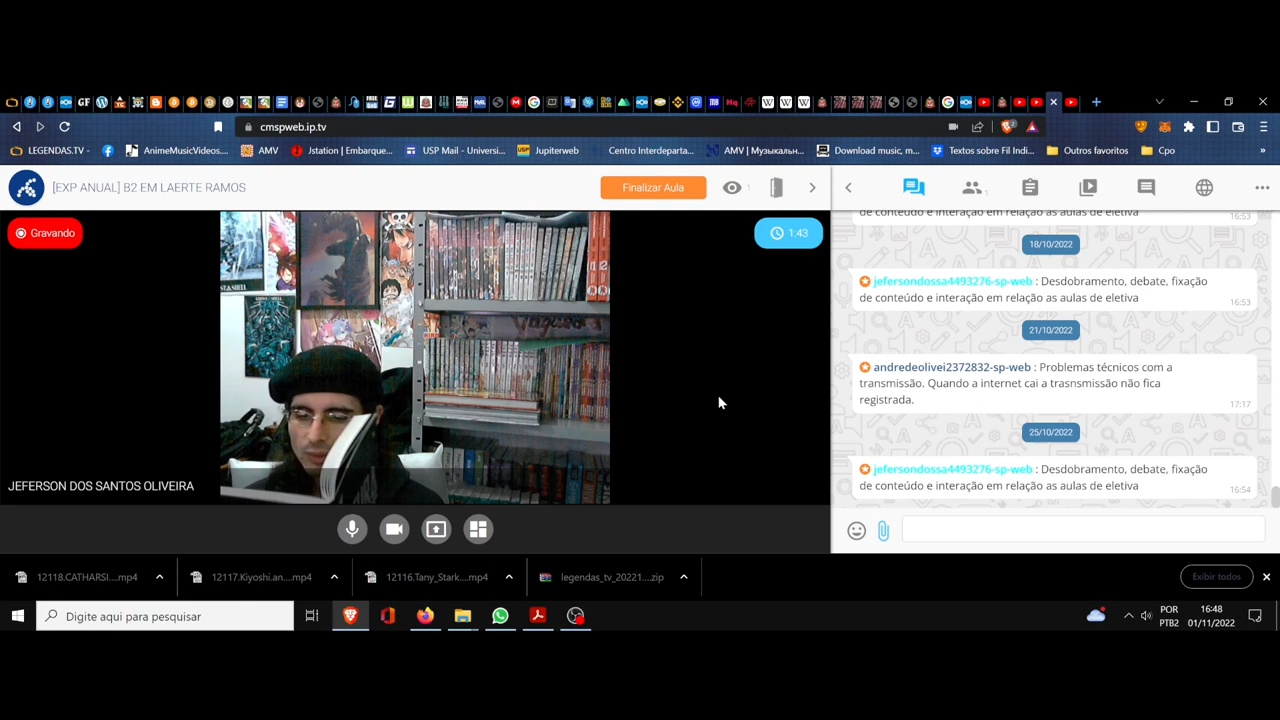 cmspweb.ip.tv
2
LEGENDAS.TV -
AnimeMusicVideos...
AMV
Jstation | Embarque...
USP Mail - Universi...
Jupiterweb
Centro Interdeparta...
AMV | Музыкальн...
Download music, m...
Textos sobre Fil Indi...
Outros favoritos
Cpo
»
[EXP ANUAL] B2 EM LAERTE RAMOS
Finalizar Aula
1
1
Gravando
1:43
JEFERSON DOS SANTOS OLIVEIRA
de conteúdo e interação em relação as aulas de eletiva
16:53
18/10/2022
jefersondossa4493276-sp-web : Desdobramento, debate, fixação
de conteúdo e interação em relação as aulas de eletiva
16:53
21/10/2022
andredeolivei2372832-sp-web : Problemas técnicos com a
transmissão. Quando a internet cai a trasnsmissão não fica
registrada.
17:17
25/10/2022
jefersondossa4493276-sp-web : Desdobramento, debate, fixação
de conteúdo e interação em relação as aulas de eletiva
16:54
12118.CATHARSI....mp4
12117.Kiyoshi.an....mp4
12116.Tany_Stark....mp4
legendas_tv_20221....zip
Exibir todos
Digite aqui para pesquisar
POR
PTB2
16:48
01/11/2022